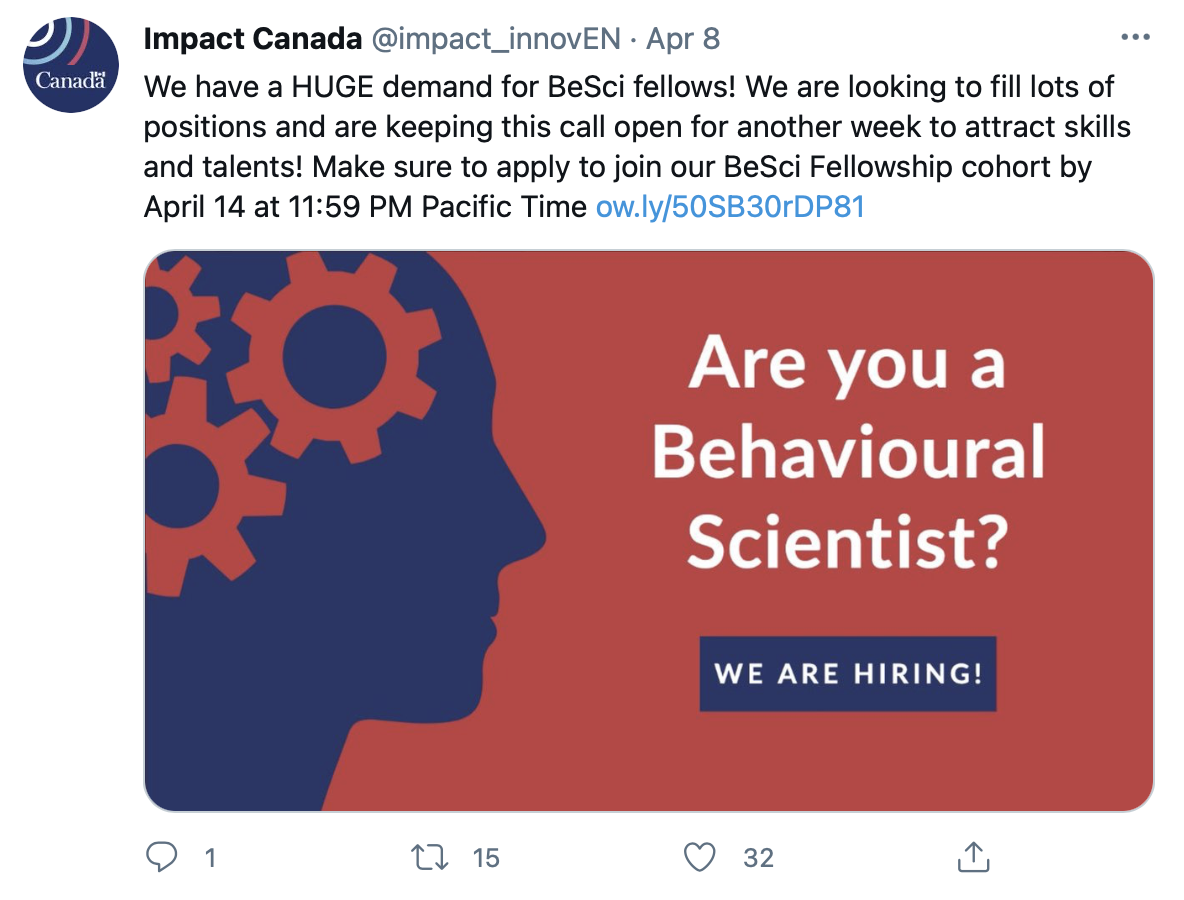 Canada
Impact Canada @impact_innovEN · Apr 8
We have a HUGE demand for BeSci fellows! We are looking to fill lots of
positions and are keeping this call open for another week to attract skills
and talents! Make sure to apply to join our BeSci Fellowship cohort by
April 14 at 11:59 PM Pacific Time ow.ly/50SB30rDP81
Are you a
Behavioural
Scientist?
WE ARE HIRING!
1 15 32